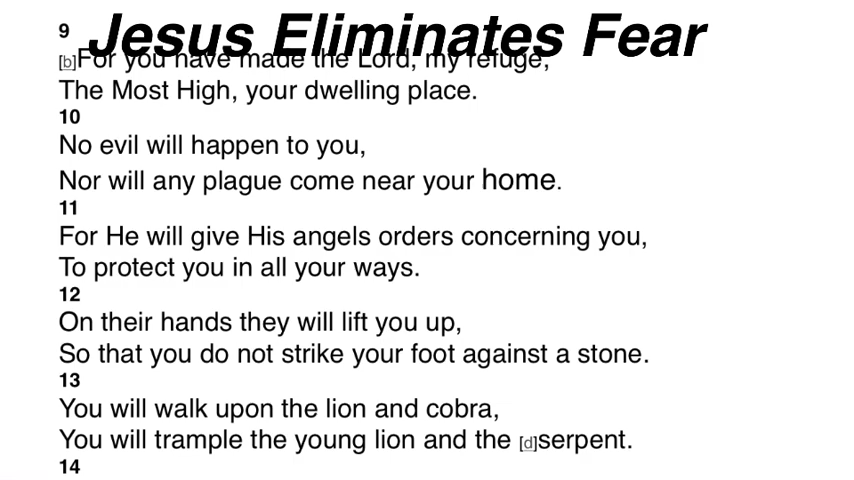 Jesus Eliminates Fear
9
[b]For you have made the Lord, my refuge,
The Most High, your dwelling place.
10
No evil will happen to you,
Nor will any plague come near your home.
11
For He will give His angels orders concerning you,
To protect you in all your ways.
12
On their hands they will lift you up,
So that you do not strike your foot against a stone.
13
You will walk upon the lion and cobra,
You will trample the young lion and the [d]serpent.
14